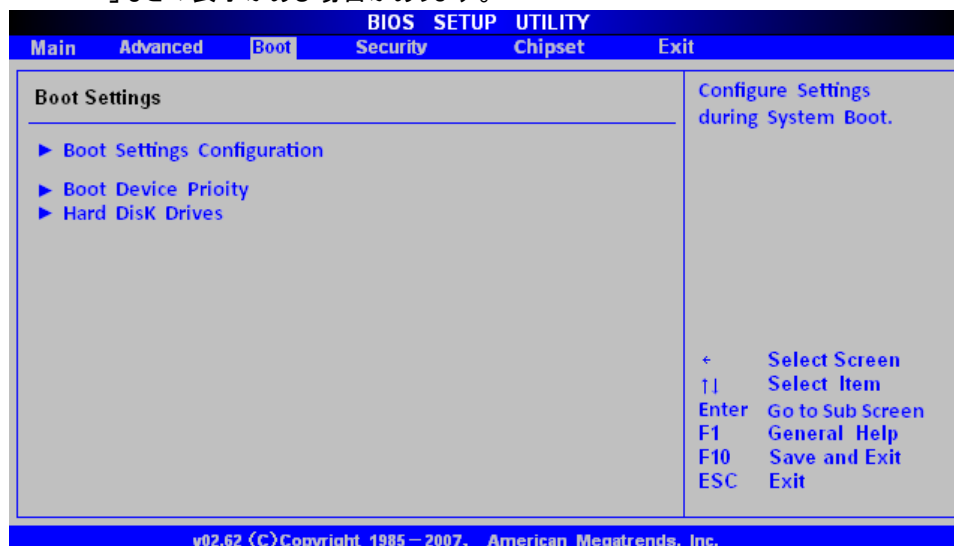 BIOS SETUP UTILITY
Main Advanced Boot Security Chipset Exit
Boot Settings
► Boot Settings Configuration
► Boot Device Prioity
► Hard DisK Drives
Configure Settings
during System Boot.
← Select Screen
↑↓ Select Item
Enter Go to Sub Screen
F1 General Help
F10 Save and Exit
ESC Exit
v02.62 (C)Copyright 1985-2007, American Megatrends, Inc.